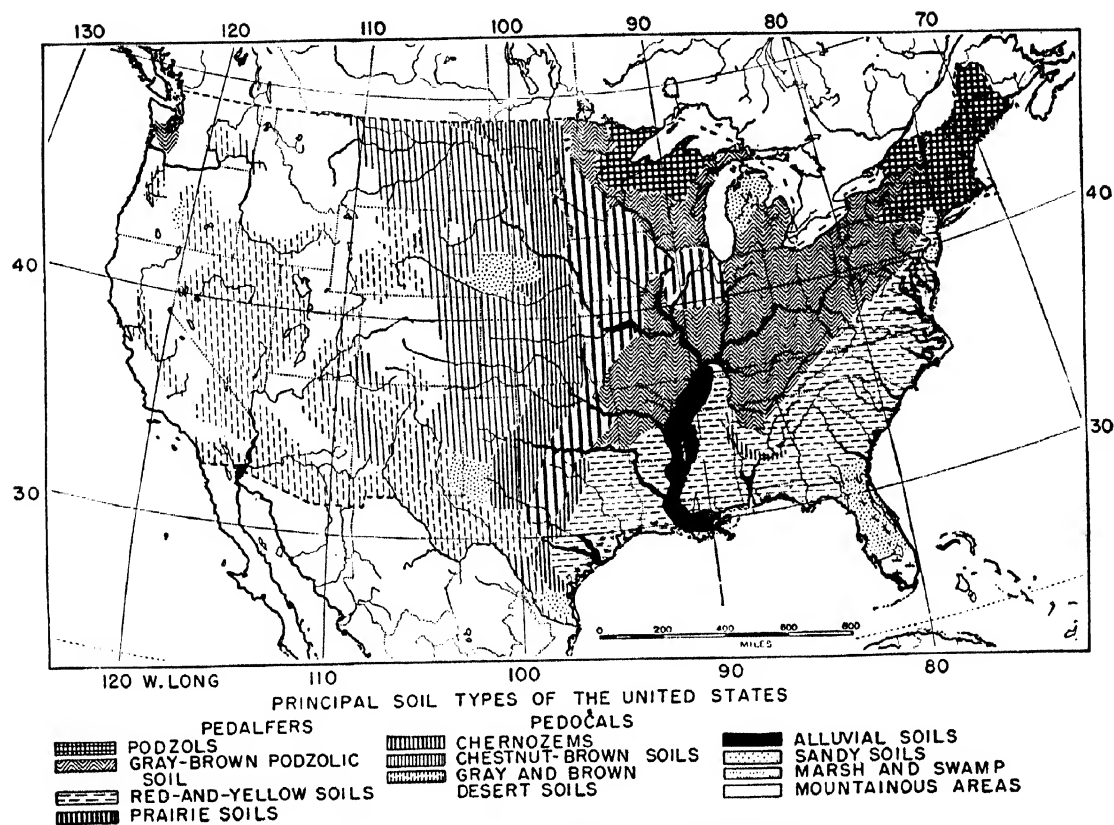 130 120 110 100 90 80 70
40 40
30 30
0 200 400 600 800
MILES
120 W.LONG 110 100 90 80
PRINCIPAL SOIL TYPES OF THE UNITED STATES
PEDALFERS
PODZOLS
GRAY-BROWN PODZOLIC
SOIL
RED-AND-YELLOW SOILS
PRAIRIE SOILS
PEDOCALS
CHERNOZEMS
CHESTNUT-BROWN SOILS
GRAY AND BROWN
DESERT SOILS
ALLUVIAL SOILS
SANDY SOILS
MARSH AND SWAMP
MOUNTAINOUS AREAS